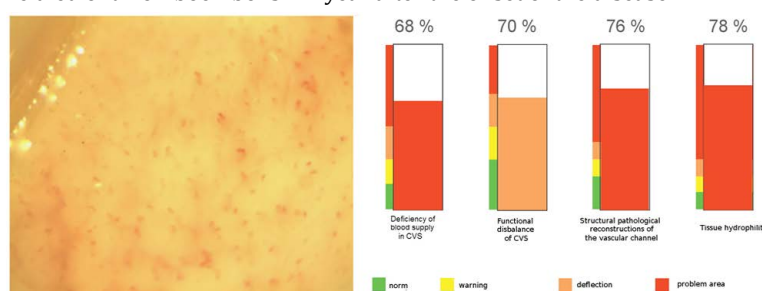 68 %
70 %
76 %
78 %
Deficiency of
blood supply
in CVS
Functional
disbalance
of CVS
Structural pathological
reconstructions of
the vascular channel
Tissue
norm
warning
deflection
problem area